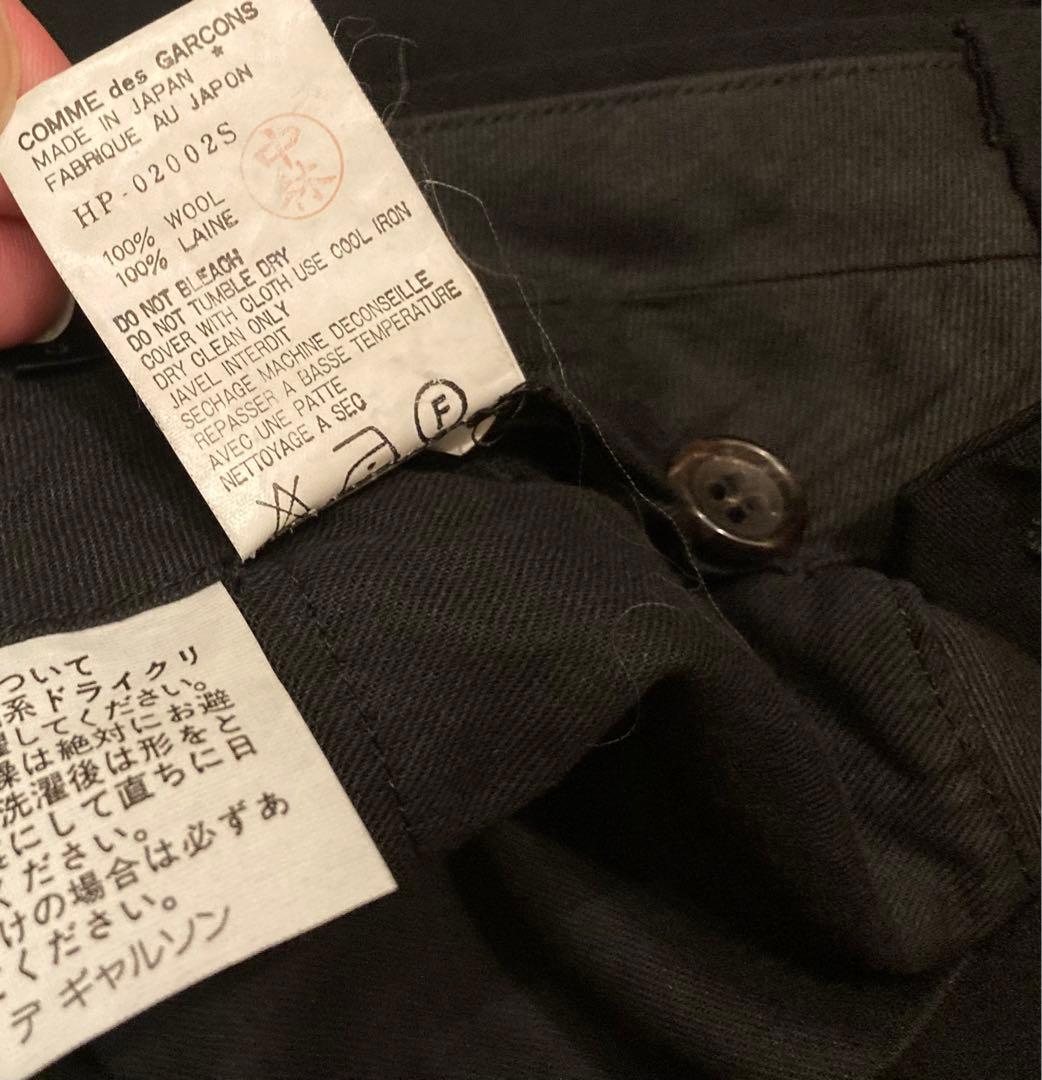 COMME des GARCONS
MADE IN JAPAN *
FABRIQUE AU JAPON
HP-02002S
100% WOOL
100% LAINE
DO NOT BLEACH
DO NOT TUMBLE DRY
COVER WITH CLOTH USE COOL IRON
DRY CLEAN ONLY
JAVEL INTERDIT
SECHAGE MACHINE DECONSEILLE
REPASSER A BASSE TEMPERATURE
AVEC UNE PATTE
NETTOYAGE A SEC
F
ついて
系ドライクリ
濯してください。
燥は絶対にお避
洗濯後は形をと
にして直ちに日
ください。
けの場合は必ずあ
ください。
デ ギャルソン